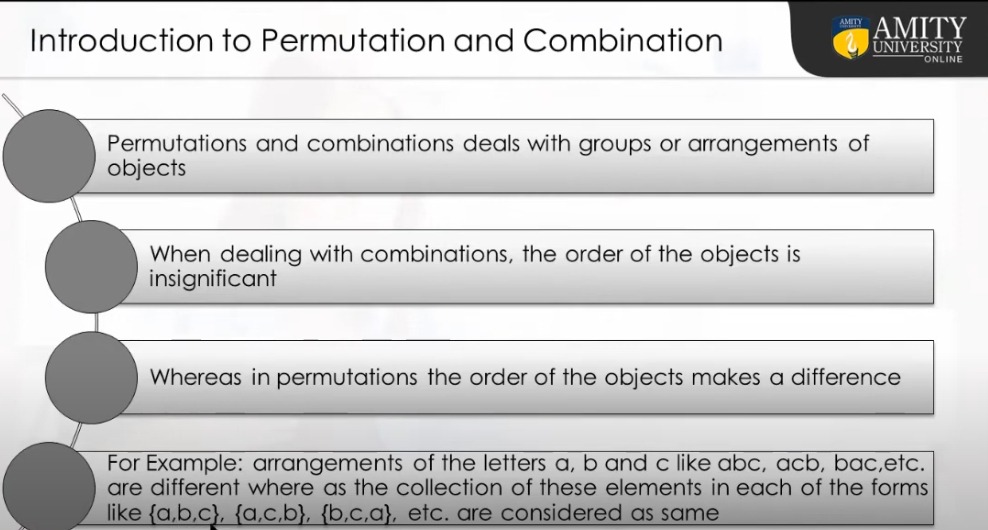 Introduction to Permutation and Combination
AMITY
AMITY
UNIVERSITY
ONLINE
Permutations and combinations deals with groups or arrangements of
objects
When dealing with combinations, the order of the objects is
insignificant
Whereas in permutations the order of the objects makes a difference
For Example: arrangements of the letters a, b and c like abc, acb, bac,etc.
are different where as the collection of these elements in each of the forms
like {a,b,c}, {a,c,b}, {b,c,a}, etc. are considered as same